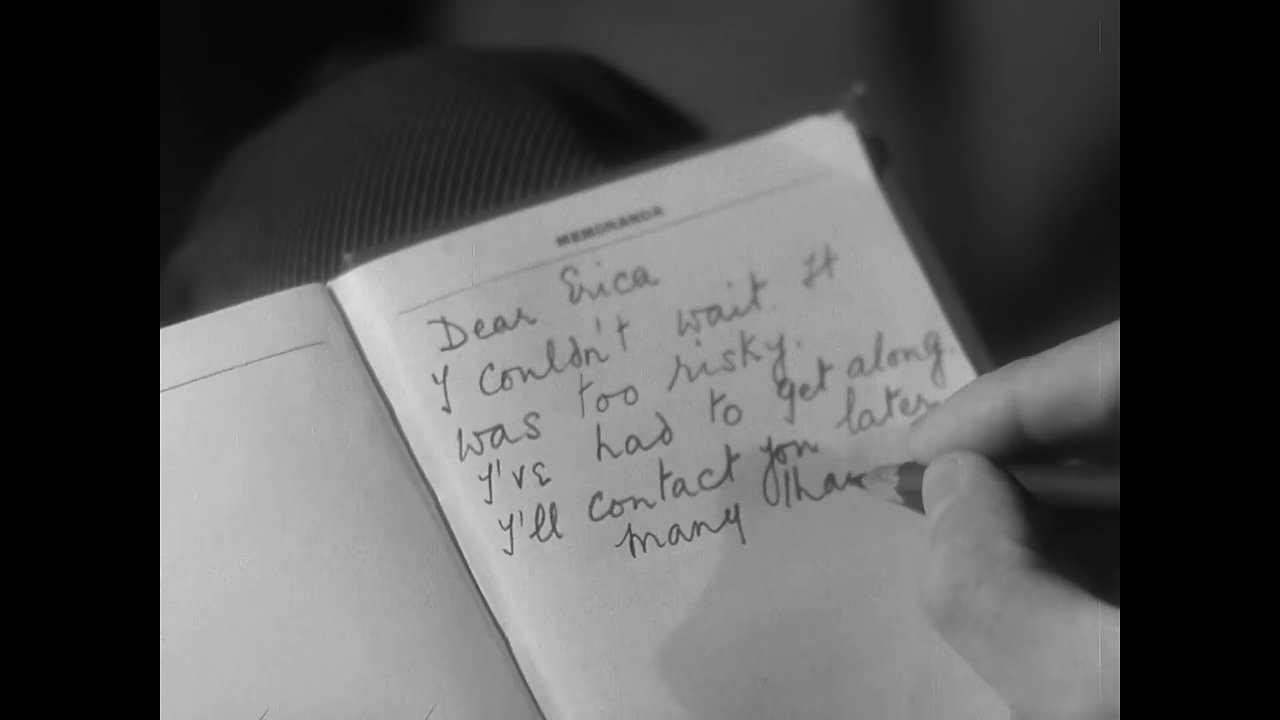 MEMORANDA
Dear Erica
I couldn't wait. It
was too risky.
I've had to get along.
I'll contact you later
many than